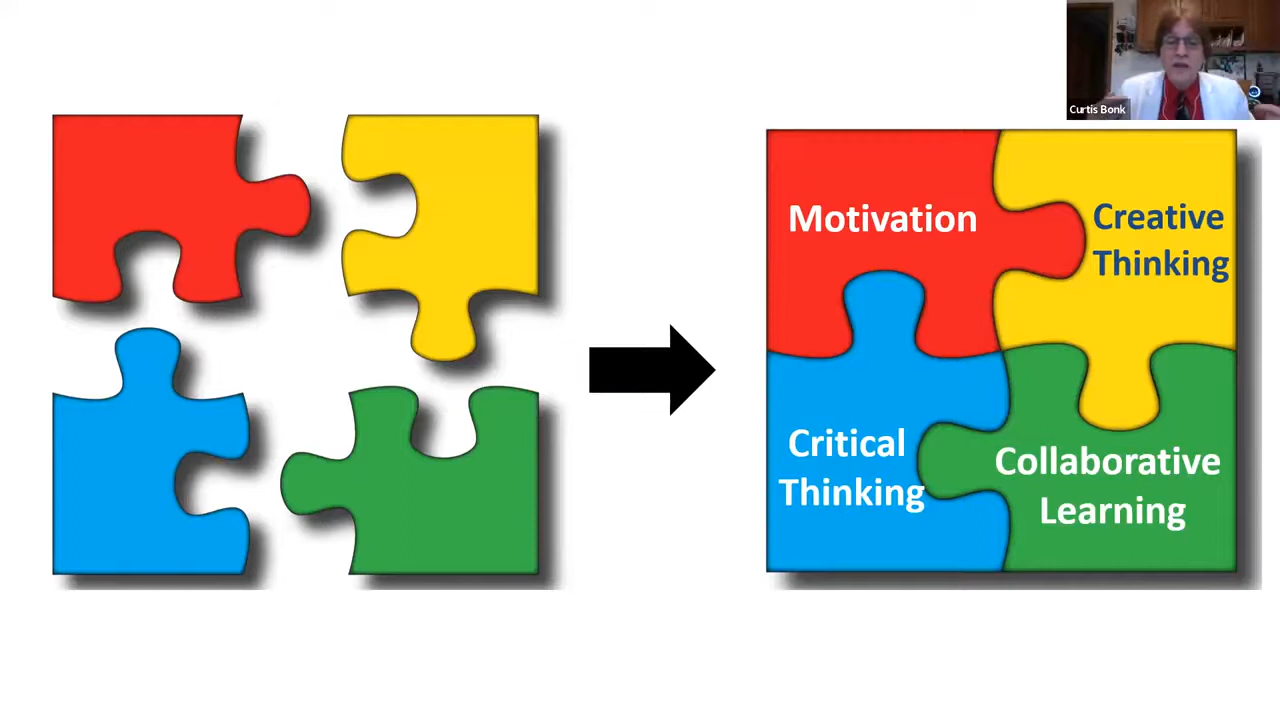 Curtis Bonk
Motivation
Creative
Thinking
Critical
Thinking
Collaborative
Learning